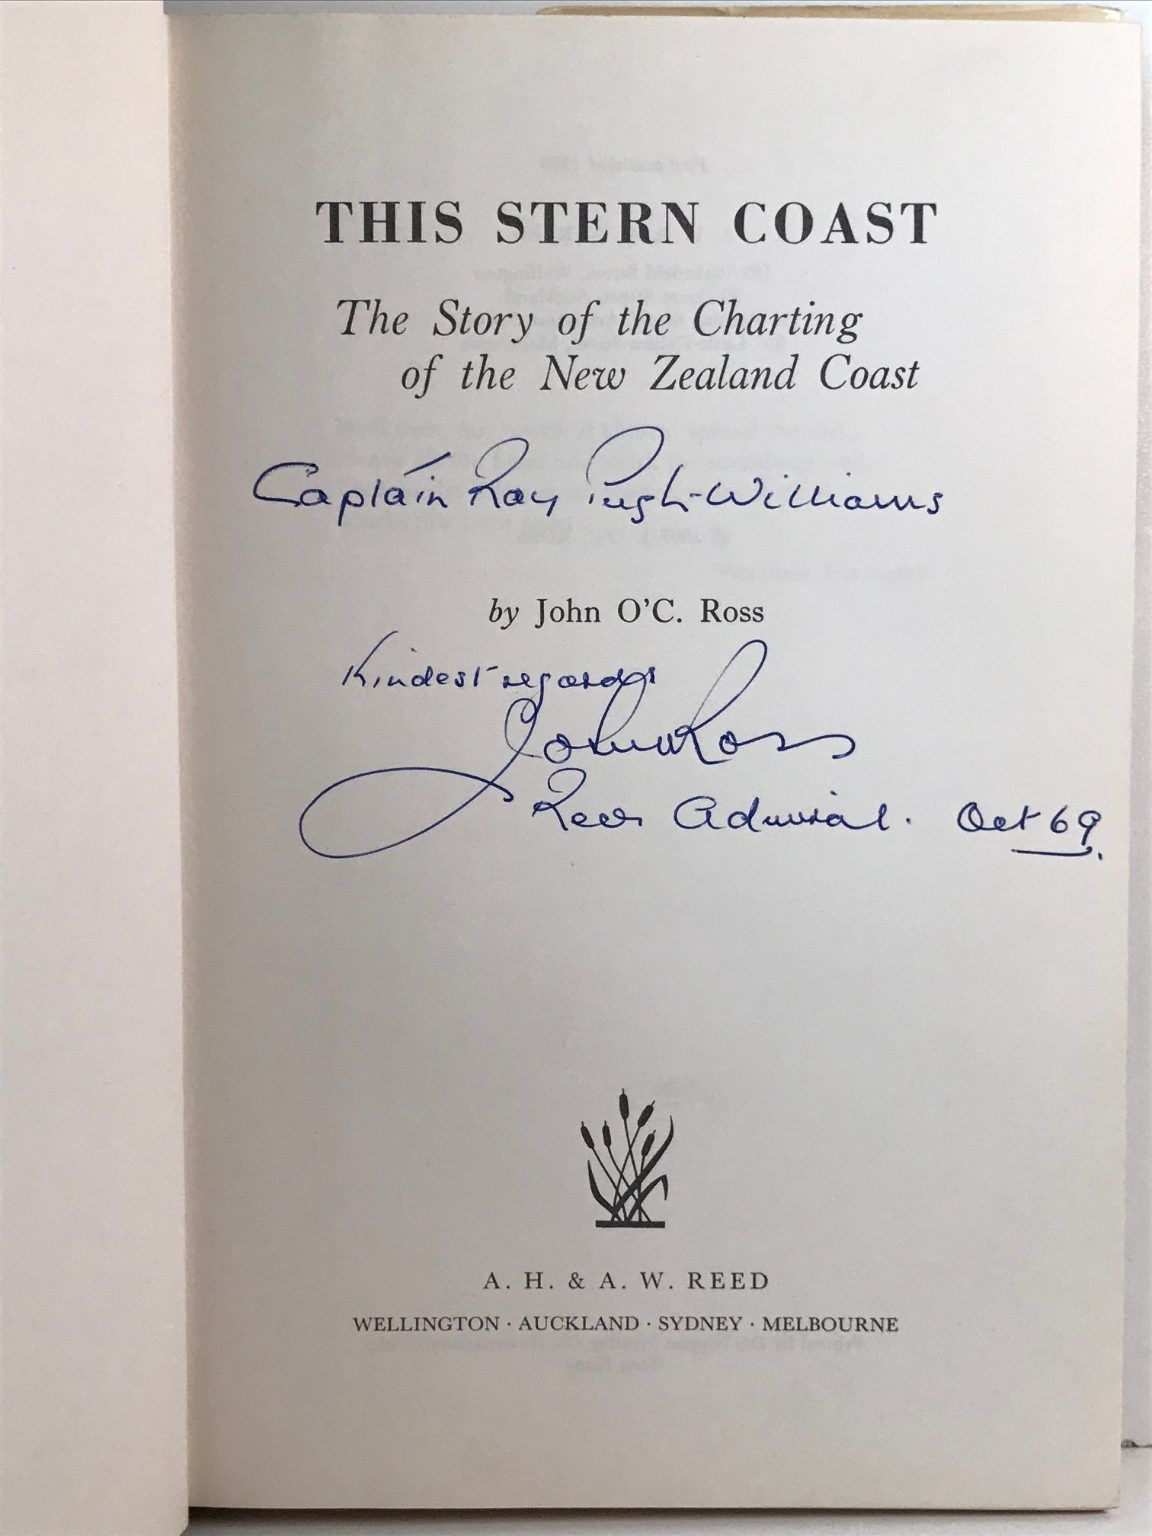 THIS STERN COAST
The Story of the Charting
of the New Zealand Coast
Captain Ray Pugh-Williams
by John O'C. Ross
Kindest regards
John Ross
Rear Admiral. Oct 69.
A. H. & A. W. REED
WELLINGTON · AUCKLAND · SYDNEY · MELBOURNE